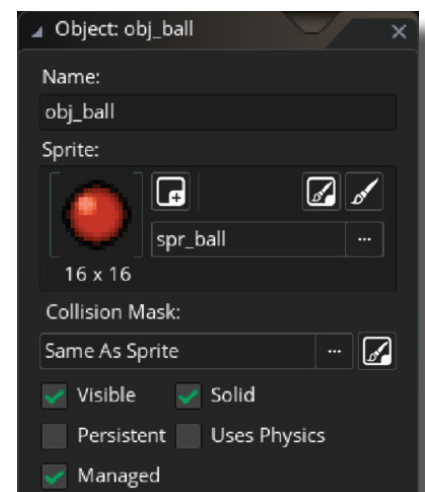 Object: obj_ball
Name:
obj_ball
Sprite:
spr_ball
16 x 16
Collision Mask:
Same As Sprite
Visible Solid
Persistent Uses Physics
Managed